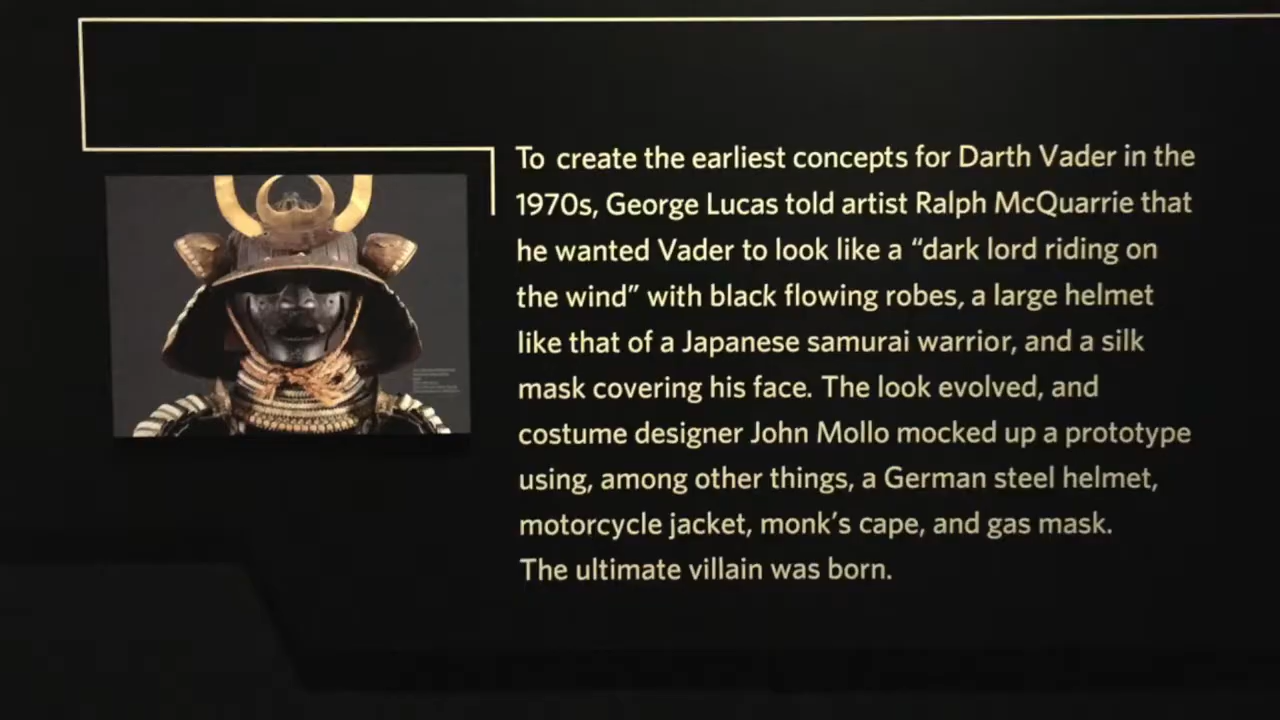 To create the earliest concepts for Darth Vader in the
1970s, George Lucas told artist Ralph McQuarrie that
he wanted Vader to look like a “dark lord riding on
the wind” with black flowing robes, a large helmet
like that of a Japanese samurai warrior, and a silk
mask covering his face. The look evolved, and
costume designer John Mollo mocked up a prototype
using, among other things, a German steel helmet,
motorcycle jacket, monk’s cape, and gas mask.
The ultimate villain was born.